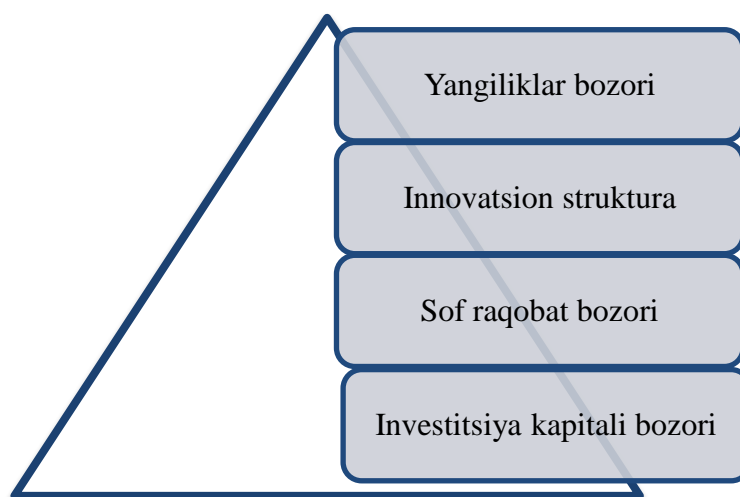 Yangiliklar bozori
Innovatsion struktura
Sof raqobat bozori
Investitsiya kapitali bozori